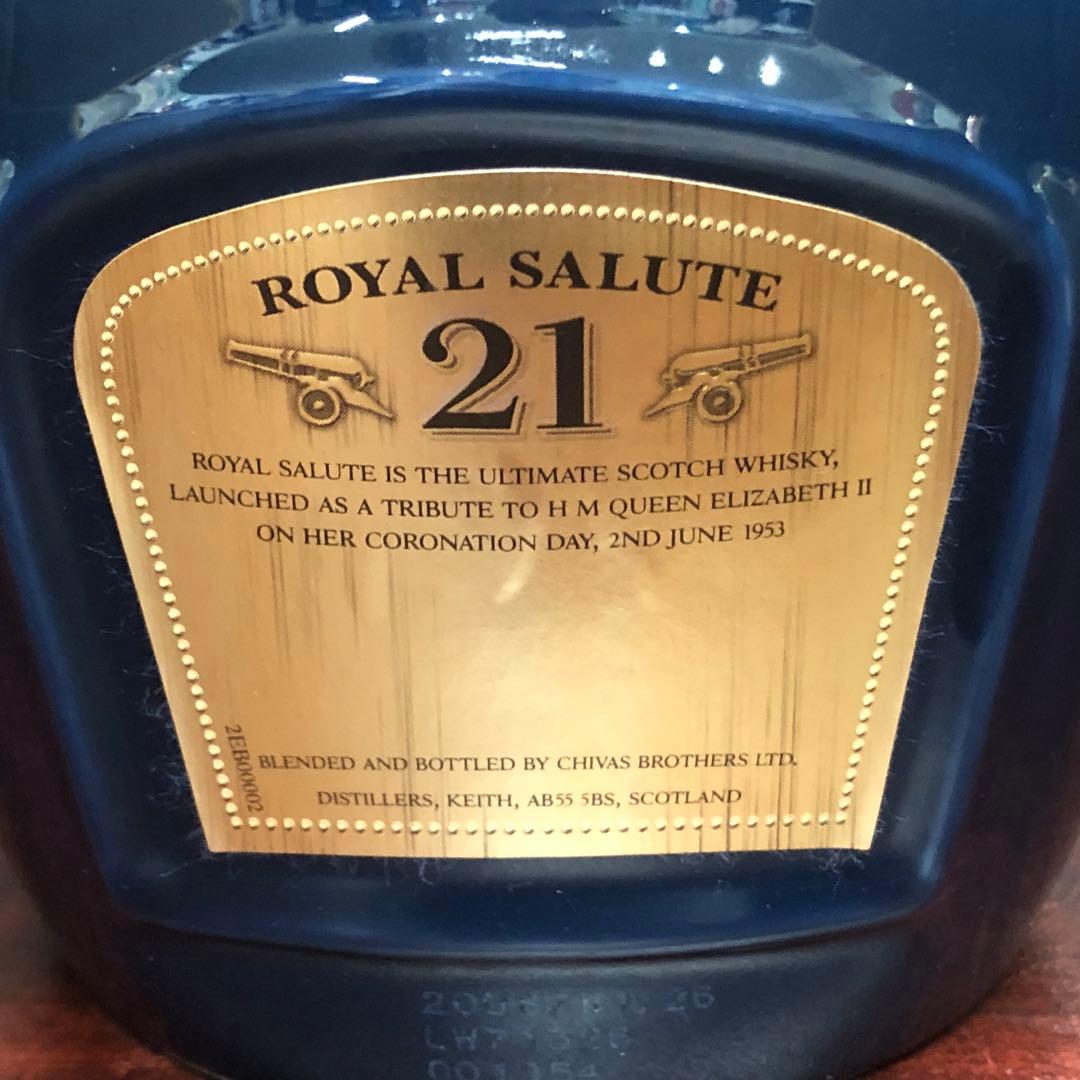 ROYAL SALUTE
21
ROYAL SALUTE IS THE ULTIMATE SCOTCH WHISKY,
LAUNCHED AS A TRIBUTE TO H M QUEEN ELIZABETH II
ON HER CORONATION DAY, 2ND JUNE 1953
2EB00002
BLENDED AND BOTTLED BY CHIVAS BROTHERS LTD.
DISTILLERS, KEITH, AB55 5BS, SCOTLAND